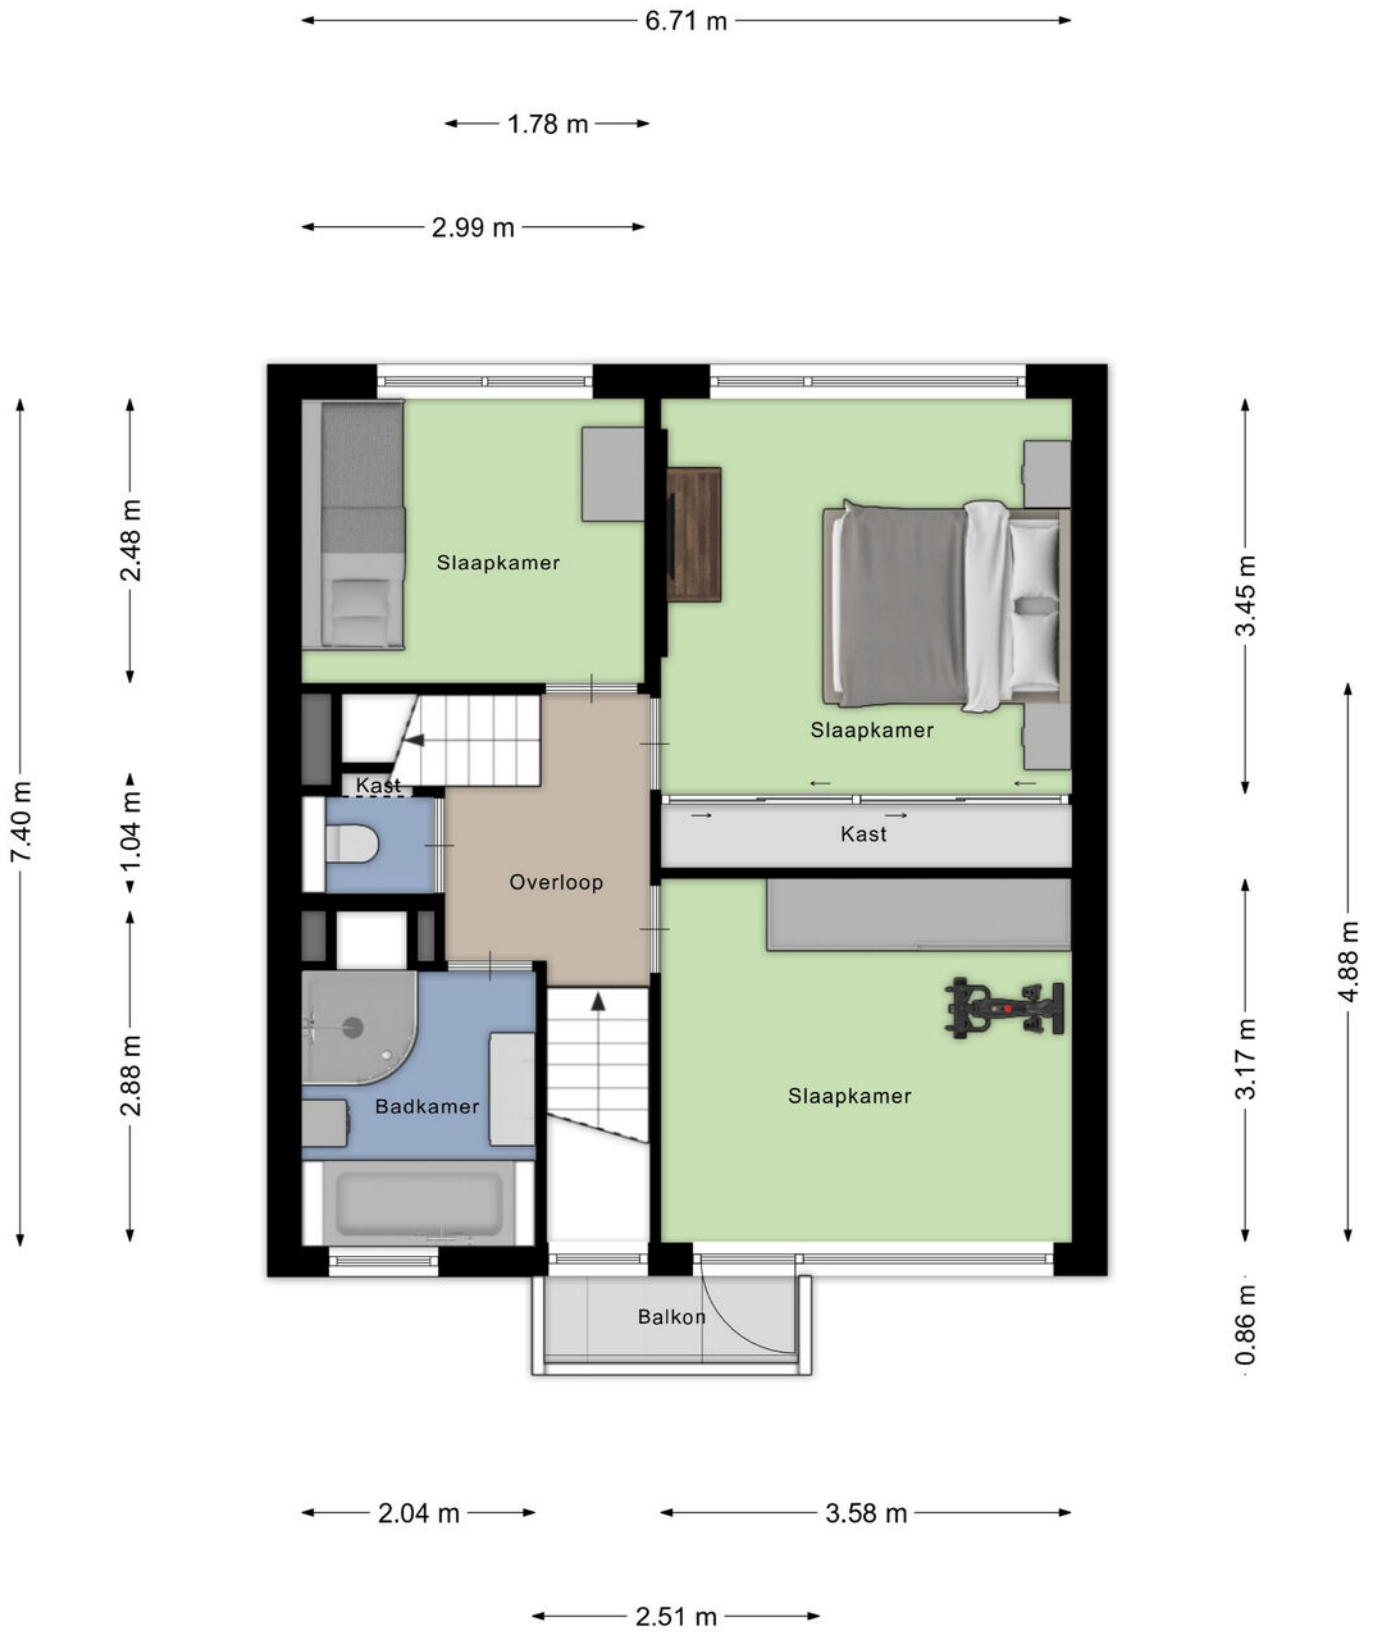 6.71 m
1.78 m
2.99 m
2.48 m
Slaapkamer
3.45 m
Slaapkamer
Kast
7.40 m
1.04 m
Kast
Overloop
4.88 m
2.88 m
Badkamer
Slaapkamer
3.17 m
Balkon
0.86 m
2.04 m
3.58 m
2.51 m